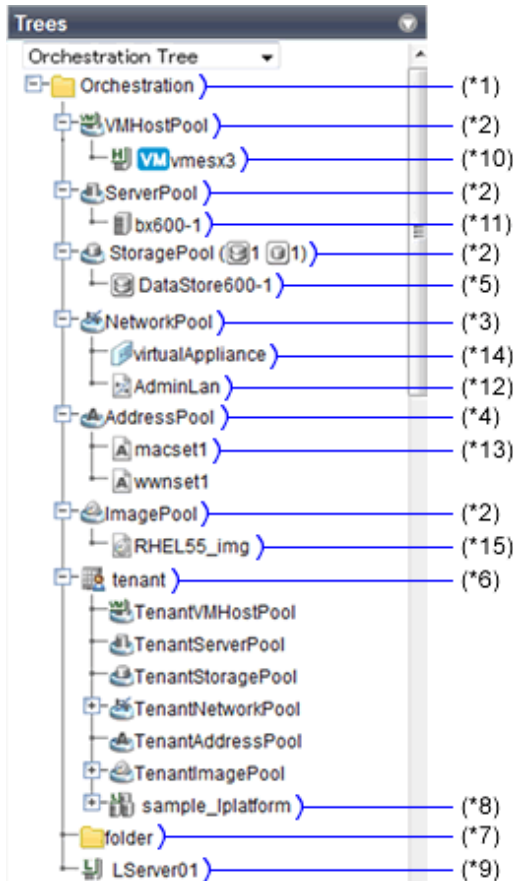 Trees
Orchestration Tree
Orchestration (*1)
VMHostPool (*2)
VM vmesx3 (*10)
ServerPool (*2)
bx600-1 (*11)
StoragePool (1 1) (*2)
DataStore600-1 (*5)
NetworkPool (*3)
virtualAppliance (*14)
AdminLan (*12)
AddressPool (*4)
macset1 (*13)
wwnset1
ImagePool (*2)
RHEL55_img (*15)
tenant (*6)
TenantVMHostPool
TenantServerPool
TenantStoragePool
TenantNetworkPool
TenantAddressPool
TenantImagePool
sample_lplatform (*8)
folder (*7)
LServer01 (*9)